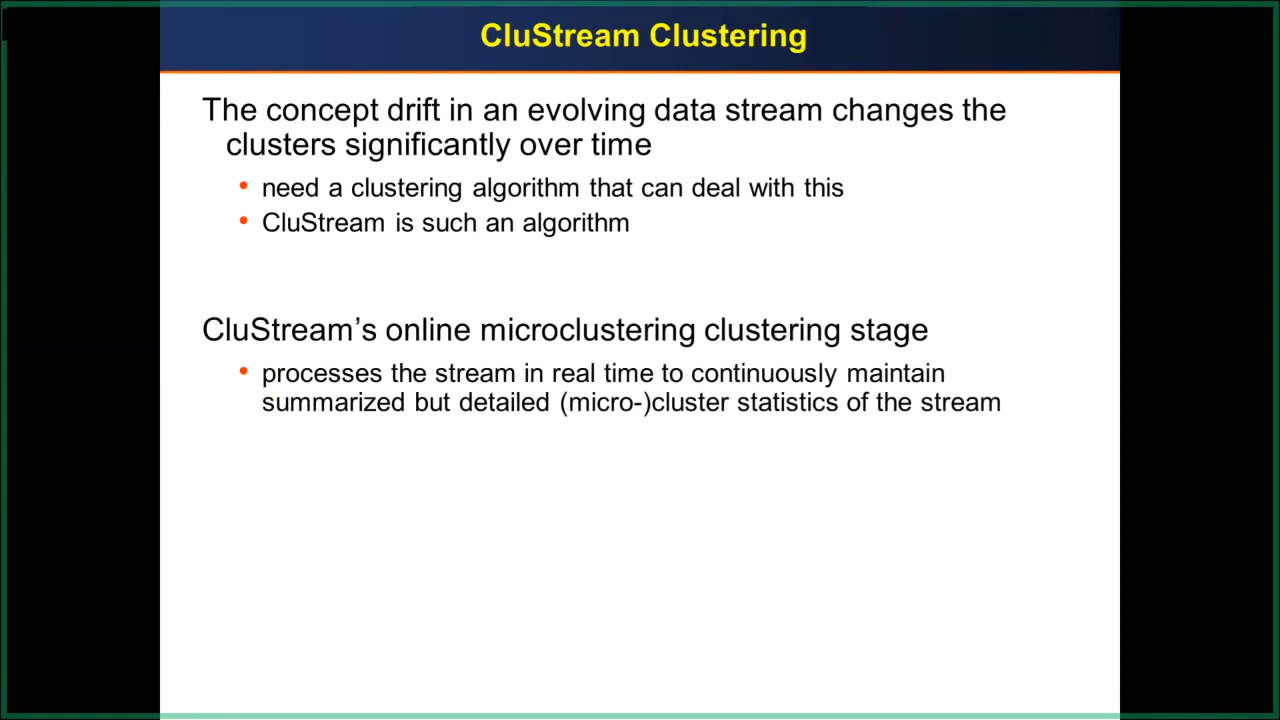 CluStream Clustering
The concept drift in an evolving data stream changes the
clusters significantly over time
• need a clustering algorithm that can deal with this
• CluStream is such an algorithm
CluStream’s online microclustering clustering stage
• processes the stream in real time to continuously maintain
summarized but detailed (micro-)cluster statistics of the stream